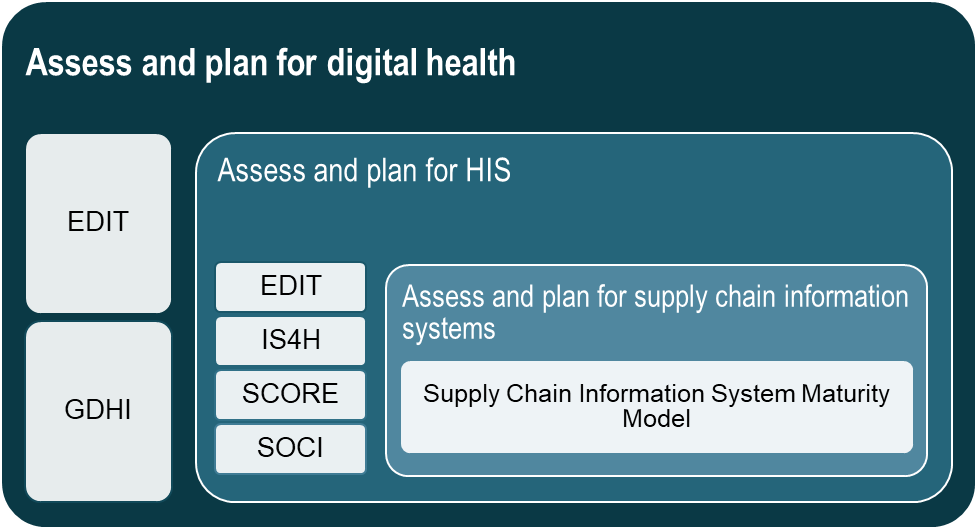 Assess and plan for digital health
EDIT
GDHI
Assess and plan for HIS
EDIT
IS4H
SCORE
SOCI
Assess and plan for supply chain information
systems
Supply Chain Information System Maturity
Model